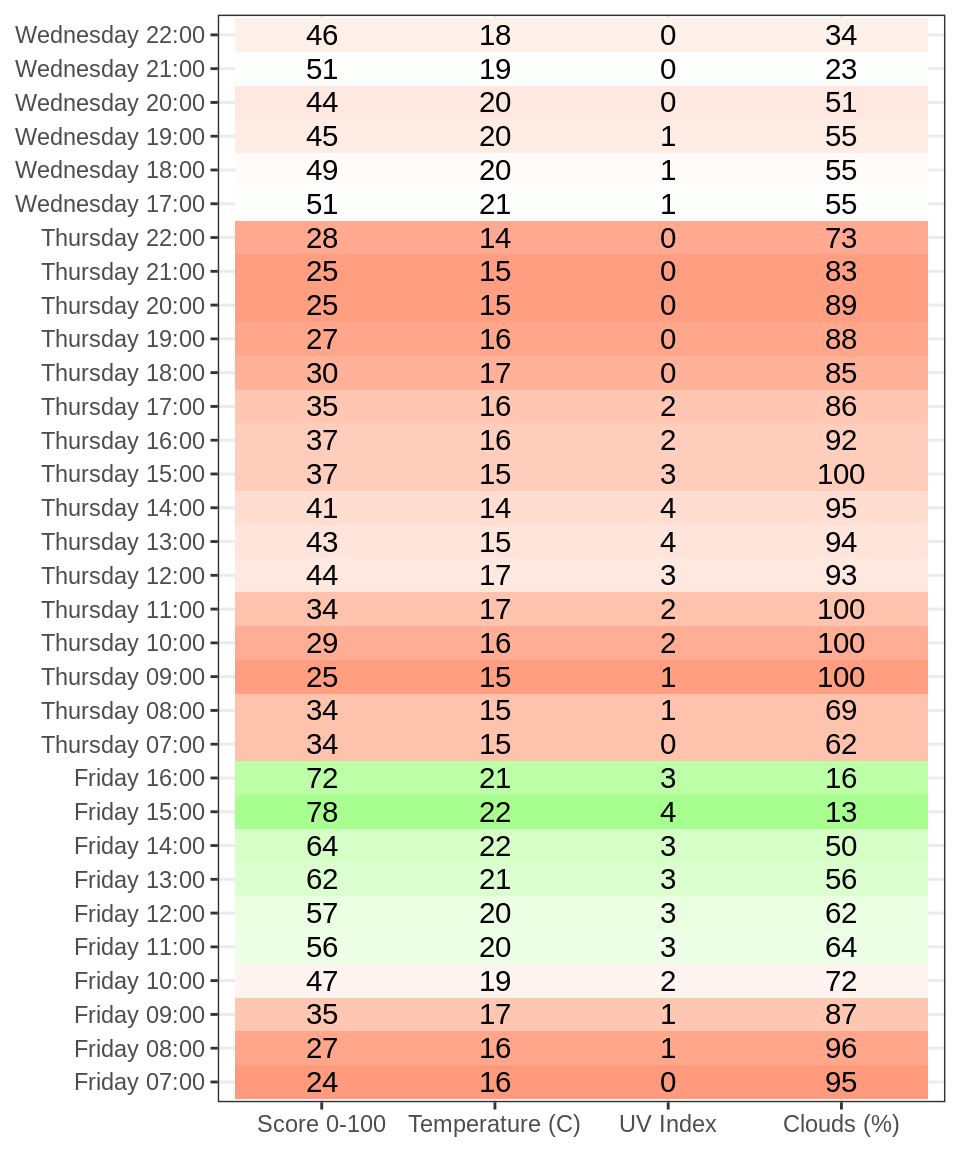 Wednesday 22:00 46 18 0 34
Wednesday 21:00 51 19 0 23
Wednesday 20:00 44 20 0 51
Wednesday 19:00 45 20 1 55
Wednesday 18:00 49 20 1 55
Wednesday 17:00 51 21 1 55
Thursday 22:00 28 14 0 73
Thursday 21:00 25 15 0 83
Thursday 20:00 25 15 0 89
Thursday 19:00 27 16 0 88
Thursday 18:00 30 17 0 85
Thursday 17:00 35 16 2 86
Thursday 16:00 37 16 2 92
Thursday 15:00 37 15 3 100
Thursday 14:00 41 14 4 95
Thursday 13:00 43 15 4 94
Thursday 12:00 44 17 3 93
Thursday 11:00 34 17 2 100
Thursday 10:00 29 16 2 100
Thursday 09:00 25 15 1 100
Thursday 08:00 34 15 1 69
Thursday 07:00 34 15 0 62
Friday 16:00 72 21 3 16
Friday 15:00 78 22 4 13
Friday 14:00 64 22 3 50
Friday 13:00 62 21 3 56
Friday 12:00 57 20 3 62
Friday 11:00 56 20 3 64
Friday 10:00 47 19 2 72
Friday 09:00 35 17 1 87
Friday 08:00 27 16 1 96
Friday 07:00 24 16 0 95
Score 0-100 Temperature (C) UV Index Clouds (%)